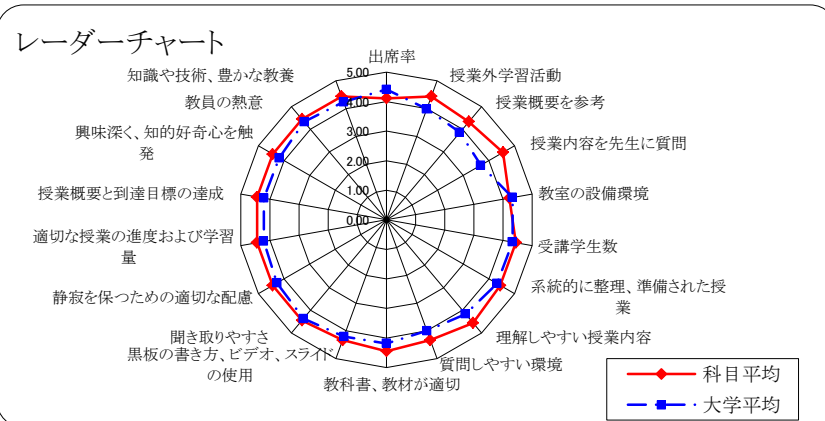 レーダーチャート
出席率
授業外学習活動
授業概要を参考
授業内容を先生に質問
教室の設備環境
受講学生数
系統的に整理、準備された授
業
理解しやすい授業内容
質問しやすい環境
教科書、教材が適切
黒板の書き方、ビデオ、スライド
の使用
聞き取りやすさ
静寂を保つための適切な配慮
適切な授業の進度および学習
量
授業概要と到達目標の達成
興味深く、知的好奇心を触
発
教員の熱意
知識や技術、豊かな教養
5.00
4.00
3.00
2.00
1.00
0.00
科目平均
大学平均